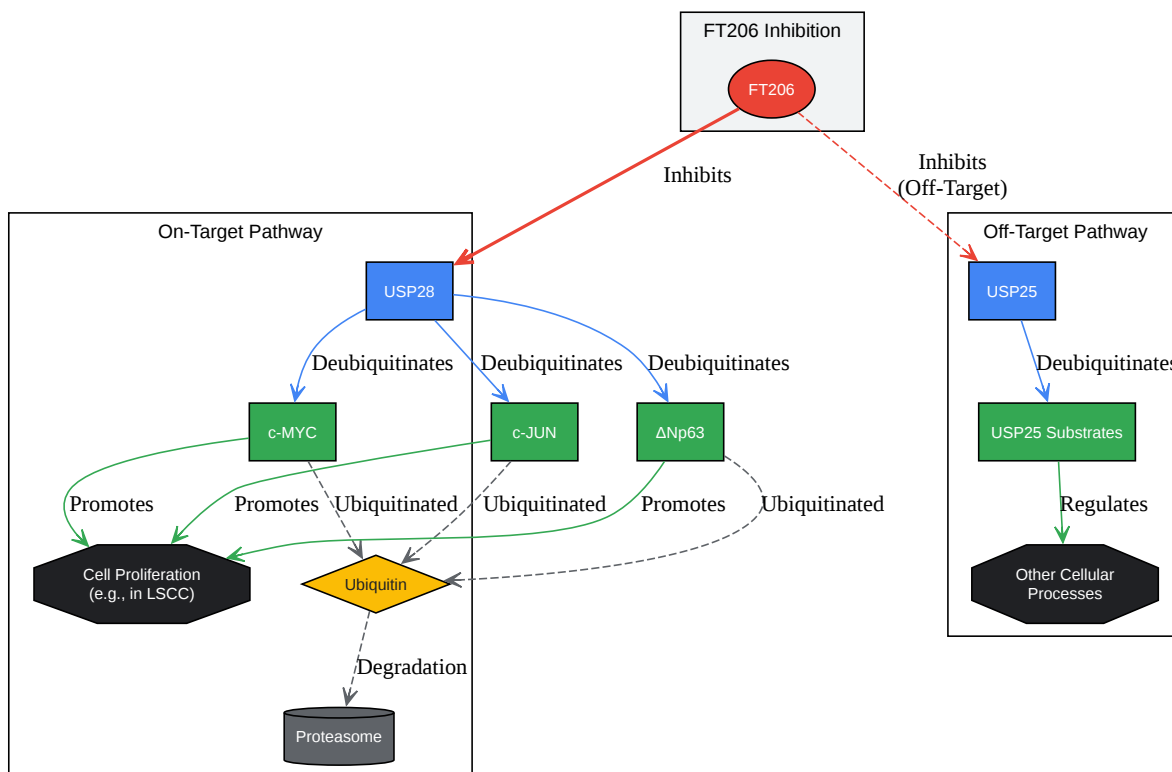 FT206 Inhibition
FT206
Inhibits
Inhibits
(Off-Target)
On-Target Pathway
Off-Target Pathway
USP28
USP25
Deubiquitinates
Deubiquitinates
Deubiquitinates
Deubiquitinates
c-MYC
c-JUN
ΔNp63
USP25 Substrates
Promotes
Promotes
Ubiquitinated
Ubiquitinated
Promotes
Ubiquitinated
Regulates
Cell Proliferation
(e.g., in LSCC)
Ubiquitin
Other Cellular
Processes
Degradation
Proteasome